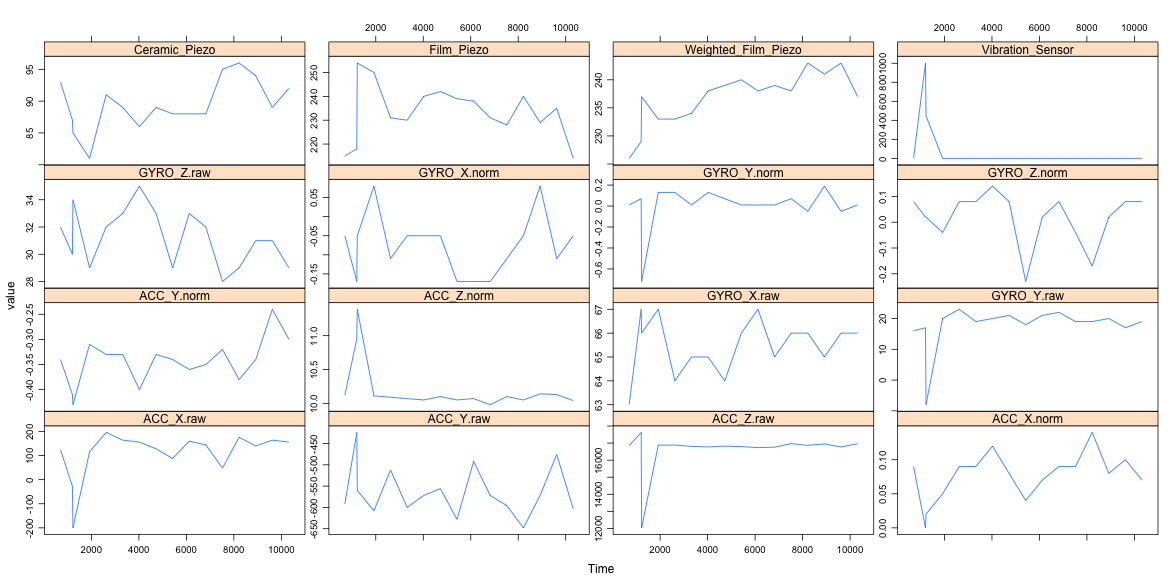 2000 4000 6000 8000 10000 2000 4000 6000 8000 10000
Ceramic_Piezo Film_Piezo Weighted_Film_Piezo Vibration_Sensor
95 250 240 1000
90 240 235 800
85 230 230 600
220 400
200
0
GYRO_Z.raw GYRO_X.norm GYRO_Y.norm GYRO_Z.norm
34 0.05 0.2 0.1
32 -0.05 0.0 0.0
30 -0.15 -0.2 -0.1
28 -0.4 -0.2
-0.6
ACC_Y.norm ACC_Z.norm GYRO_X.raw GYRO_Y.raw
-0.25 11.0 67 20
-0.30 10.5 66 10
-0.35 10.0 65 0
-0.40 64
63
ACC_X.raw ACC_Y.raw ACC_Z.raw ACC_X.norm
200 -450 16000 0.10
100 -500 14000 0.05
0 -550 12000 0.00
-100 -600
-200 -650
2000 4000 6000 8000 10000 2000 4000 6000 8000 10000
value
Time